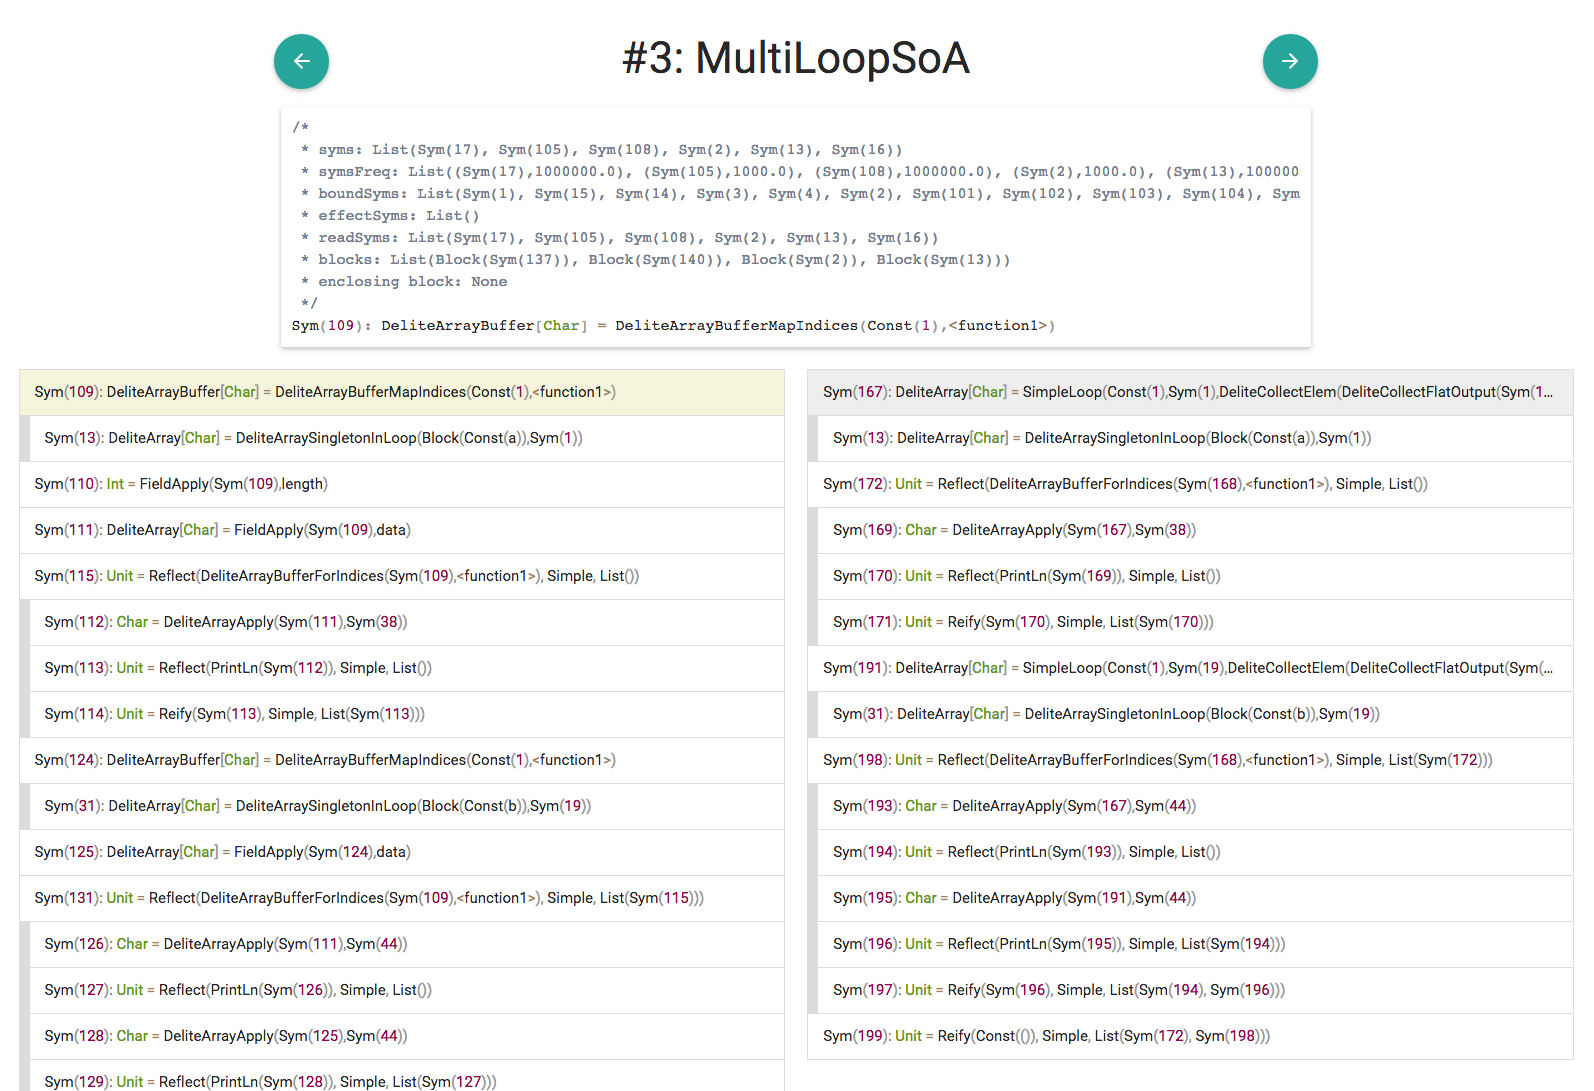 #3: MultiLoopSoA
/*
* syms: List(Sym(17), Sym(105), Sym(108), Sym(2), Sym(13), Sym(16))
* symsFreq: List((Sym(17),1000000.0), (Sym(105),1000.0), (Sym(108),1000000.0), (Sym(2),1000.0), (Sym(13),100000
* boundSyms: List(Sym(1), Sym(15), Sym(14), Sym(3), Sym(4), Sym(2), Sym(101), Sym(102), Sym(103), Sym(104), Sym
* effectSyms: List()
* readSyms: List(Sym(17), Sym(105), Sym(108), Sym(2), Sym(13), Sym(16))
* blocks: List(Block(Sym(137)), Block(Sym(140)), Block(Sym(2)), Block(Sym(13)))
* enclosing block: None
*/
Sym(109): DeliteArrayBuffer[Char] = DeliteArrayBufferMapIndices(Const(1),<function1>)
Sym(109): DeliteArrayBuffer[Char] = DeliteArrayBufferMapIndices(Const(1),<function1>)
Sym(13): DeliteArray[Char] = DeliteArraySingletonInLoop(Block(Const(a)),Sym(1))
Sym(110): Int = FieldApply(Sym(109),length)
Sym(111): DeliteArray[Char] = FieldApply(Sym(109),data)
Sym(115): Unit = Reflect(DeliteArrayBufferForIndices(Sym(109),<function1>), Simple, List())
Sym(112): Char = DeliteArrayApply(Sym(111),Sym(38))
Sym(113): Unit = Reflect(PrintLn(Sym(112)), Simple, List())
Sym(114): Unit = Reify(Sym(113), Simple, List(Sym(113)))
Sym(124): DeliteArrayBuffer[Char] = DeliteArrayBufferMapIndices(Const(1),<function1>)
Sym(31): DeliteArray[Char] = DeliteArraySingletonInLoop(Block(Const(b)),Sym(19))
Sym(125): DeliteArray[Char] = FieldApply(Sym(124),data)
Sym(131): Unit = Reflect(DeliteArrayBufferForIndices(Sym(109),<function1>), Simple, List(Sym(115)))
Sym(126): Char = DeliteArrayApply(Sym(111),Sym(44))
Sym(127): Unit = Reflect(PrintLn(Sym(126)), Simple, List())
Sym(128): Char = DeliteArrayApply(Sym(125),Sym(44))
Sym(129): Unit = Reflect(PrintLn(Sym(128)), Simple, List(Sym(127)))
Sym(167): DeliteArray[Char] = SimpleLoop(Const(1),Sym(1),DeliteCollectElem(DeliteCollectFlatOutput(Sym(1...
Sym(13): DeliteArray[Char] = DeliteArraySingletonInLoop(Block(Const(a)),Sym(1))
Sym(172): Unit = Reflect(DeliteArrayBufferForIndices(Sym(168),<function1>), Simple, List())
Sym(169): Char = DeliteArrayApply(Sym(167),Sym(38))
Sym(170): Unit = Reflect(PrintLn(Sym(169)), Simple, List())
Sym(171): Unit = Reify(Sym(170), Simple, List(Sym(170)))
Sym(191): DeliteArray[Char] = SimpleLoop(Const(1),Sym(19),DeliteCollectElem(DeliteCollectFlatOutput(Sym(...
Sym(31): DeliteArray[Char] = DeliteArraySingletonInLoop(Block(Const(b)),Sym(19))
Sym(198): Unit = Reflect(DeliteArrayBufferForIndices(Sym(168),<function1>), Simple, List(Sym(172)))
Sym(193): Char = DeliteArrayApply(Sym(167),Sym(44))
Sym(194): Unit = Reflect(PrintLn(Sym(193)), Simple, List())
Sym(195): Char = DeliteArrayApply(Sym(191),Sym(44))
Sym(196): Unit = Reflect(PrintLn(Sym(195)), Simple, List(Sym(194)))
Sym(197): Unit = Reify(Sym(196), Simple, List(Sym(194), Sym(196)))
Sym(199): Unit = Reify(Const(()), Simple, List(Sym(172), Sym(198)))